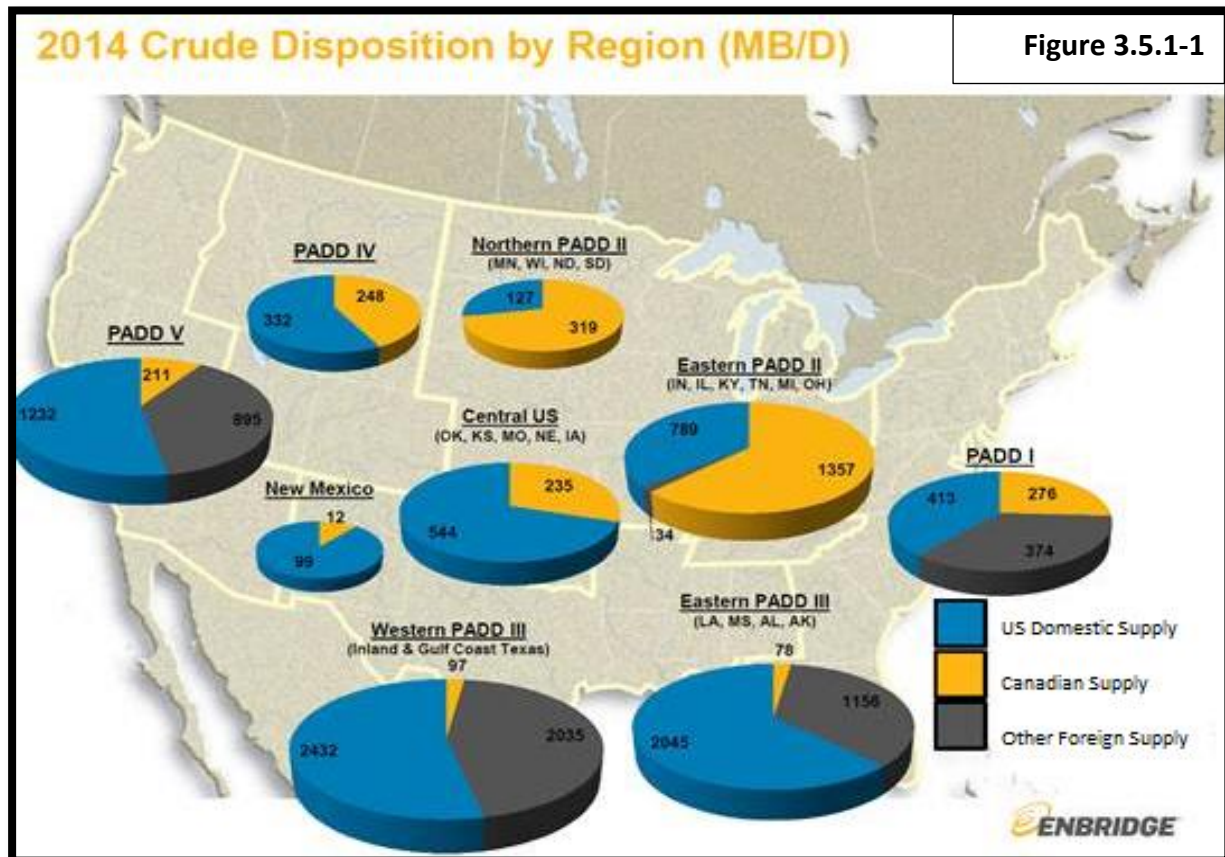 2014 Crude Disposition by Region (MB/D)
Figure 3.5.1-1
PADD IV
248
332
Northern PADD II
(MN, WI, ND, SD)
127
319
PADD V
211
1232
895
Eastern PADD II
(IN, IL, KY, TN, MI, OH)
789
1357
34
Central US
(OK, KS, MO, NE, IA)
235
544
PADD I
413
276
374
New Mexico
12
99
Eastern PADD III
(LA, MS, AL, AK)
78
1156
2045
Western PADD III
(Inland & Gulf Coast Texas)
97
2432
2035
US Domestic Supply
Canadian Supply
Other Foreign Supply
ENBRIDGE